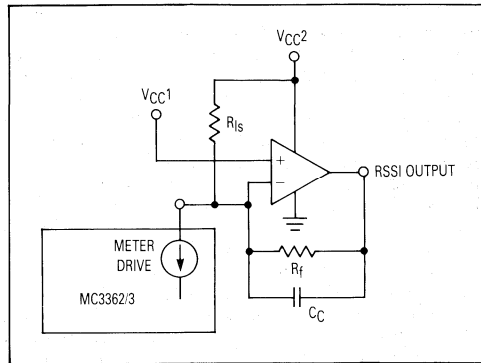 VCC2
VCC1
RIs
+
−
RSSI OUTPUT
METER
DRIVE
MC3362/3
Rf
CC